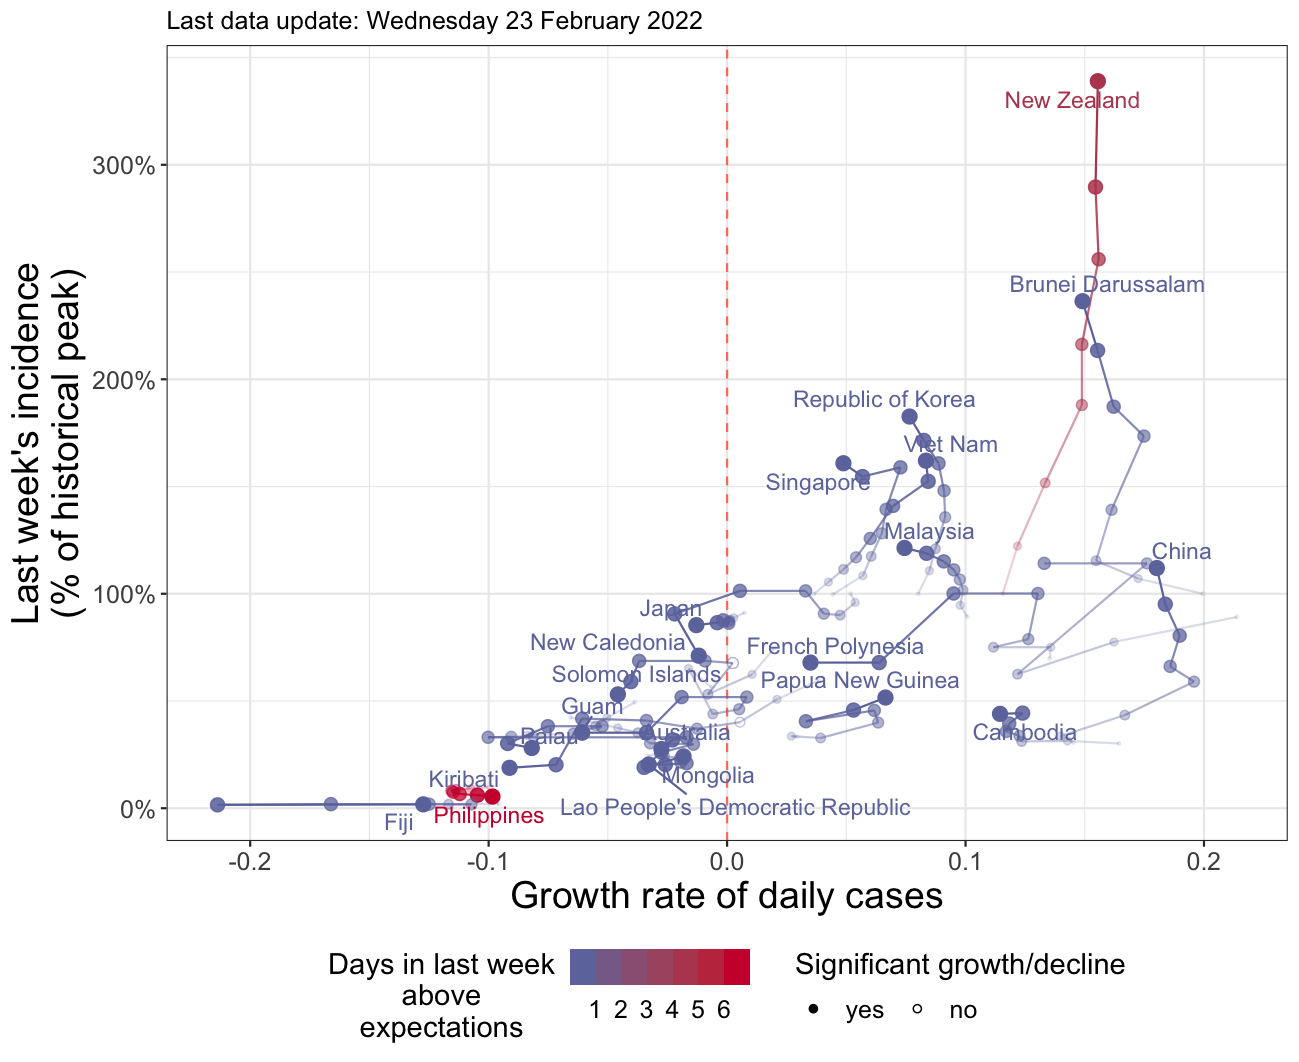 Last data update: Wednesday 23 February 2022
New Zealand
300%
Brunei Darussalam
200%
Republic of Korea
Viet Nam
Singapore
Malaysia
China
100%
Japan
New Caledonia
French Polynesia
Solomon Islands
Papua New Guinea
Guam
Palau
Australia
Cambodia
Kiribati
Mongolia
Lao People's Democratic Republic
0%
Philippines
Fiji
Last week's incidence
(% of historical peak)
-0.2
-0.1
0.0
0.1
0.2
Growth rate of daily cases
Days in last week
above
expectations
1 2 3 4 5 6
Significant growth/decline
yes
no